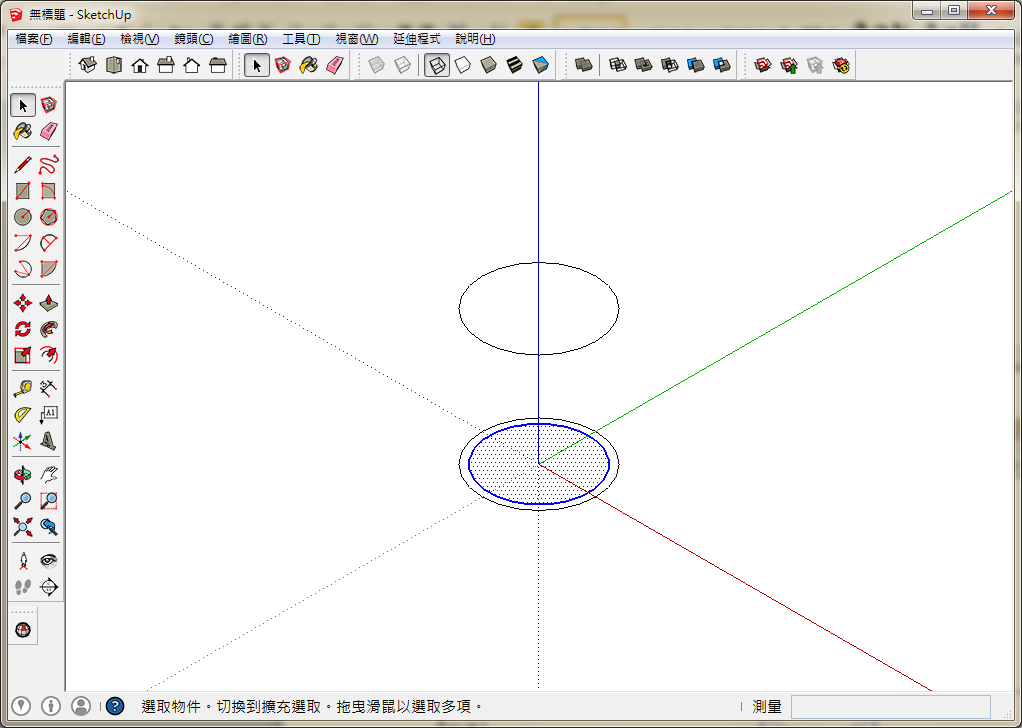 無標題 - SketchUp
檔案(F) 編輯(E) 檢視(V) 鏡頭(C) 繪圖(R) 工具(T) 視窗(W) 延伸程式 說明(H)
A1
選取物件。切換到擴充選取。拖曳滑鼠以選取多項。
測量